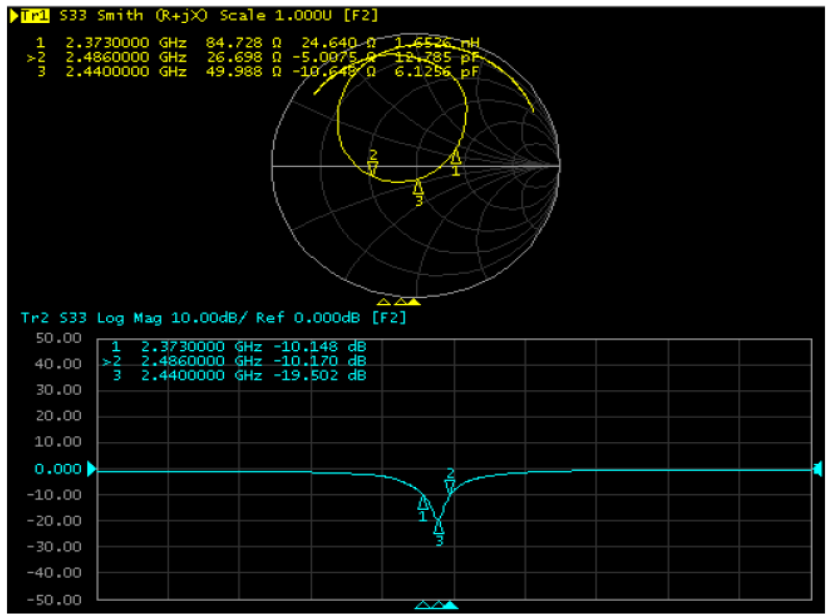 Tr1 S33 Smith (R+jX) Scale 1.000U [F2]
1 2.3730000 GHz 84.728 Ω 24.640 Ω 1.6526 nH
>2 2.4860000 GHz 26.698 Ω -5.0075 Ω 12.785 pF
3 2.4400000 GHz 49.988 Ω -10.648 Ω 6.1256 pF
2
1
3
Tr2 S33 Log Mag 10.00dB/ Ref 0.000dB [F2]
50.00
1 2.3730000 GHz -10.148 dB
>2 2.4860000 GHz -10.170 dB
40.00
3 2.4400000 GHz -19.502 dB
30.00
20.00
10.00
0.000
2
-10.00
1
-20.00
3
-30.00
-40.00
-50.00